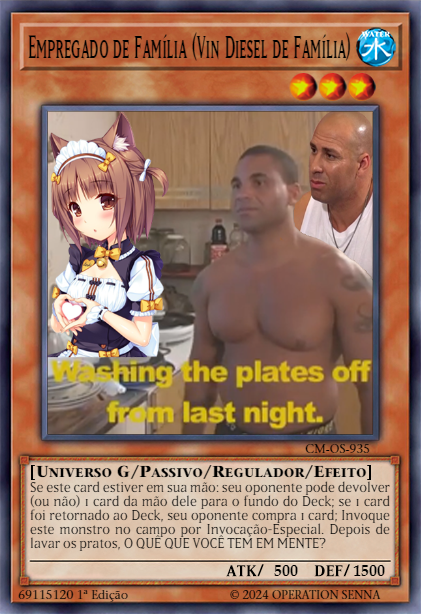 Empregado de Família (Vin Diesel de Família)
WATER
水
Washing the plates off
from last night.
CM-OS-935
[Universo G/Passivo/Regulador/Efeito]
Se este card estiver em sua mão: seu oponente pode devolver
(ou não) 1 card da mão dele para o fundo do Deck; se 1 card
foi retornado ao Deck, seu oponente compra 1 card; Invoque
este monstro no campo por Invocação-Especial. Depois de
lavar os pratos, O QUE QUE VOCÊ TEM EM MENTE?
ATK/ 500 DEF/1500
69115120 1ª Edição
© 2024 OPERATION SENNA